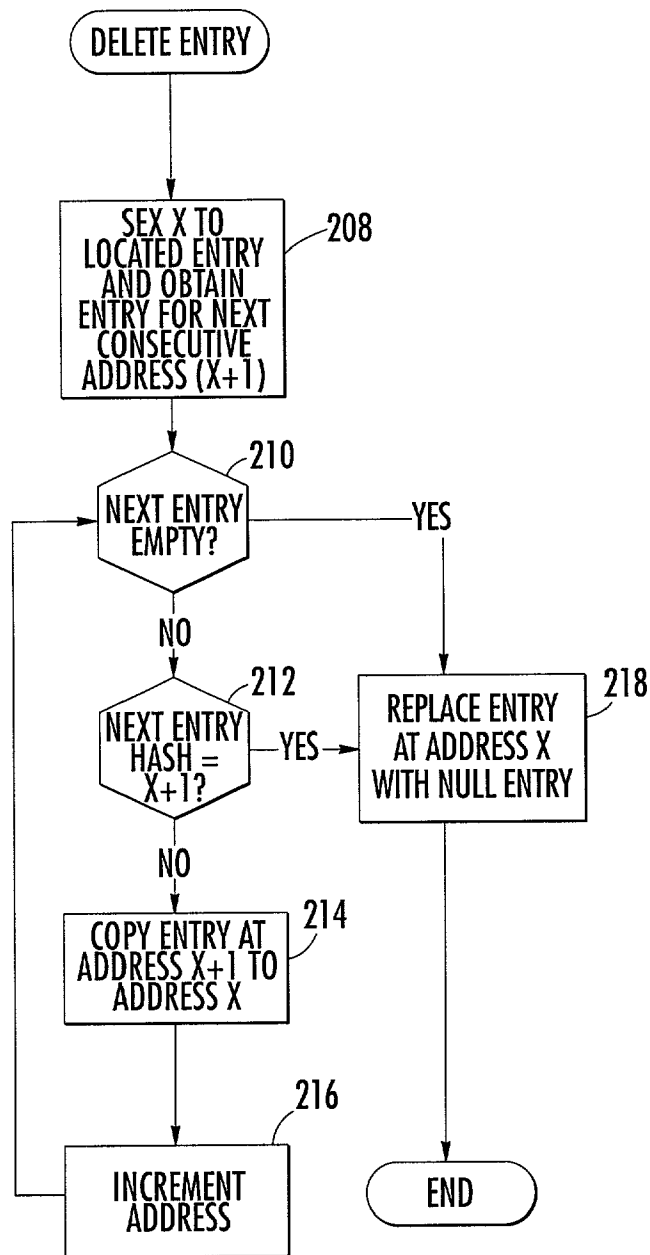 DELETE ENTRY
SEX X TO
LOCATED ENTRY
AND OBTAIN
ENTRY FOR NEXT
CONSECUTIVE
ADDRESS (X+1)
208
210
NEXT ENTRY
EMPTY?
YES
NO
212
NEXT ENTRY
HASH =
X+1?
YES
218
REPLACE ENTRY
AT ADDRESS X
WITH NULL ENTRY
NO
214
COPY ENTRY AT
ADDRESS X+1 TO
ADDRESS X
216
INCREMENT
ADDRESS
END